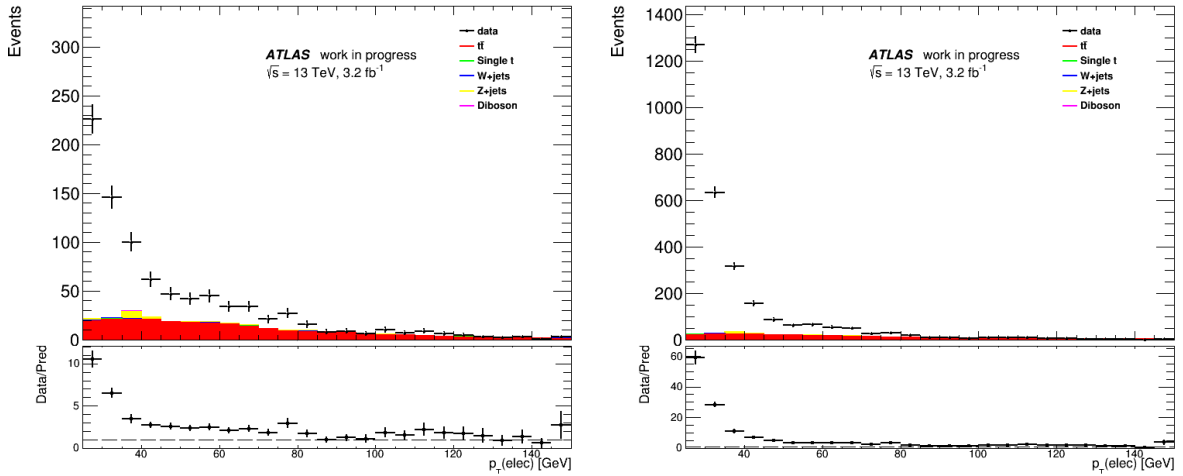 Events
300
250
200
150
100
50
0
ATLAS work in progress
√s = 13 TeV, 3.2 fb⁻¹
data
tt̄
Single t
W+jets
Z+jets
Diboson
Data/Pred
10
5
0
40 60 80 100 120 140
p_T(elec) [GeV]
Events
1400
1200
1000
800
600
400
200
0
ATLAS work in progress
√s = 13 TeV, 3.2 fb⁻¹
data
tt̄
Single t
W+jets
Z+jets
Diboson
Data/Pred
60
40
20
0
40 60 80 100 120 140
p_T(elec) [GeV]